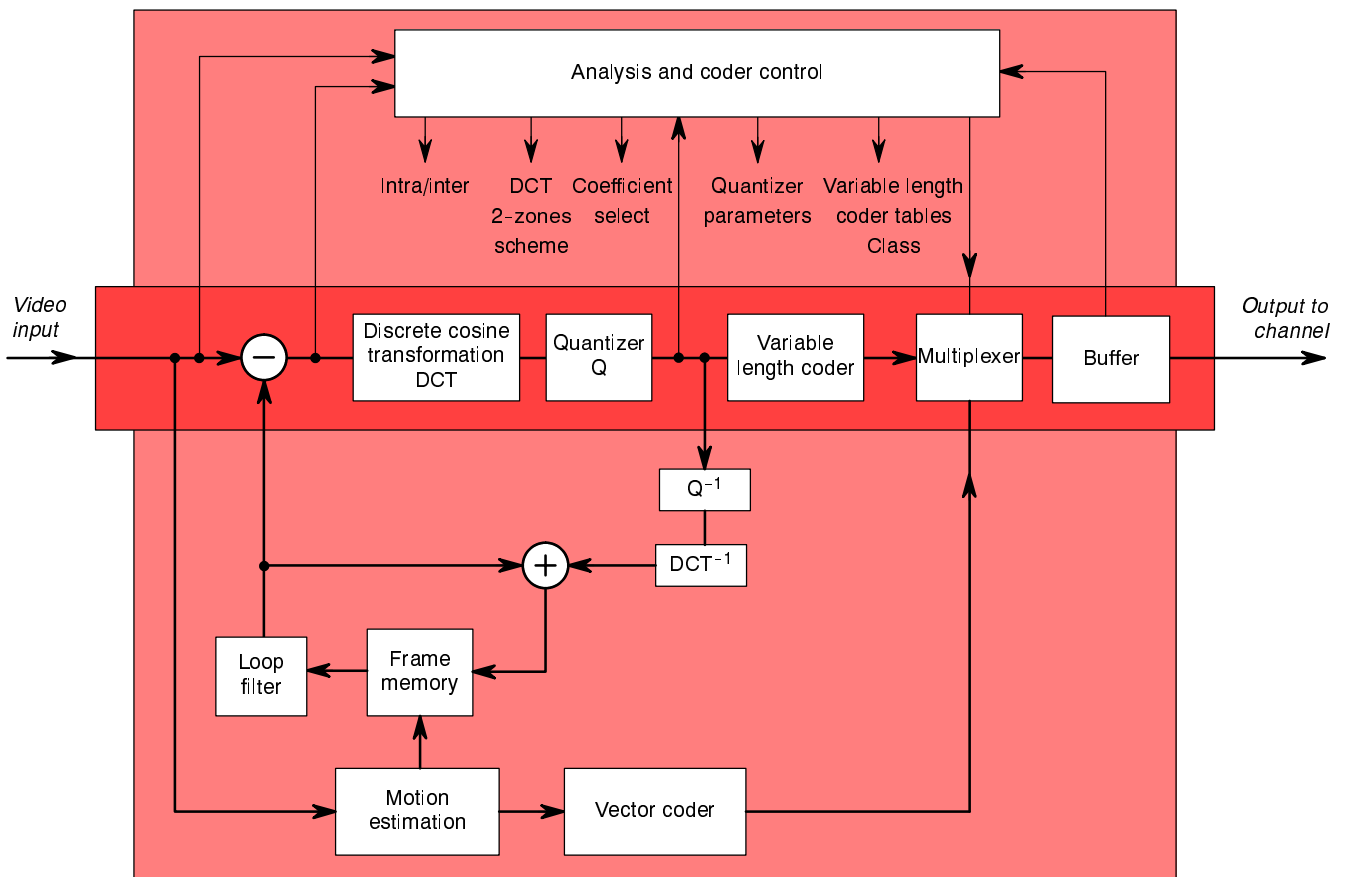 Analysis and coder control
Intra/inter
DCT
2-zones
scheme
Coefficient
select
Quantizer
parameters
Variable length
coder tables
Class
Video
input
−
Discrete cosine
transformation
DCT
Quantizer
Q
Variable
length coder
Multiplexer
Buffer
Output to
channel
Q⁻¹
DCT⁻¹
+
Loop
filter
Frame
memory
Motion
estimation
Vector coder